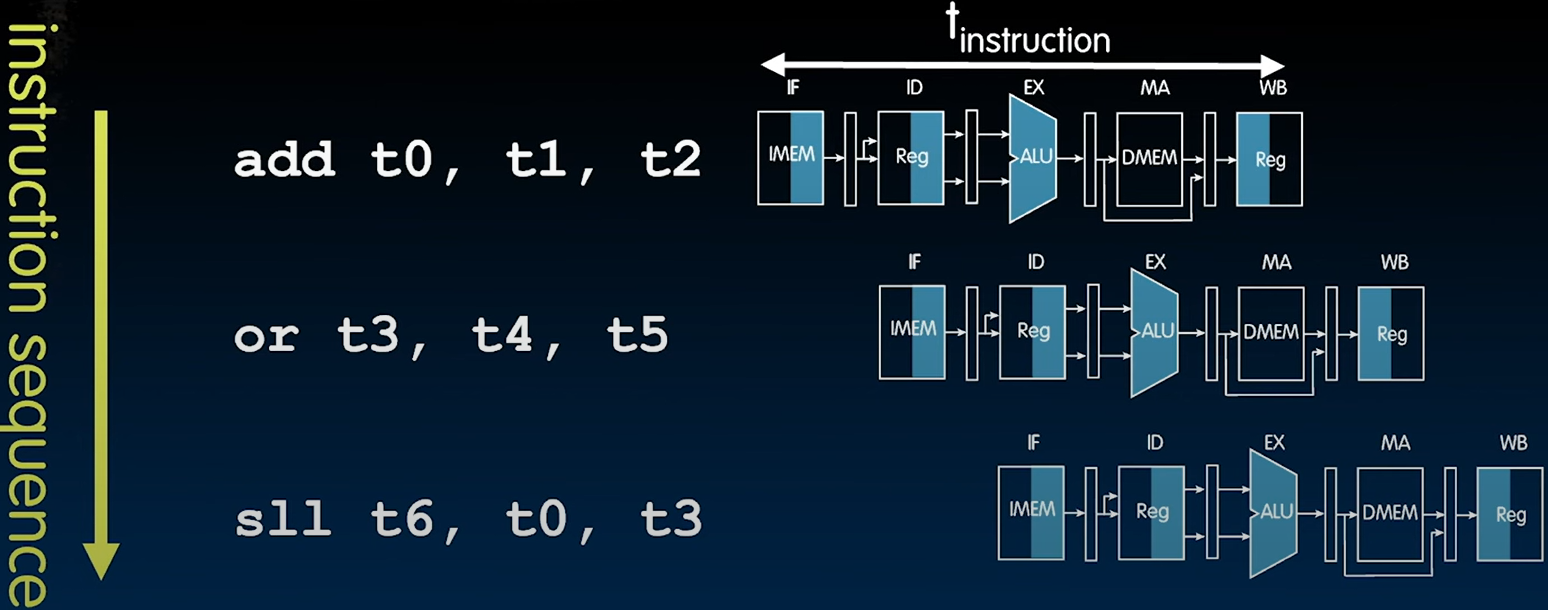 instruction sequence
t instruction
IF ID EX MA WB
add t0, t1, t2
IMEM Reg ALU DMEM Reg
IF ID EX MA WB
or t3, t4, t5
IMEM Reg ALU DMEM Reg
IF ID EX MA WB
sll t6, t0, t3
IMEM Reg ALU DMEM Reg